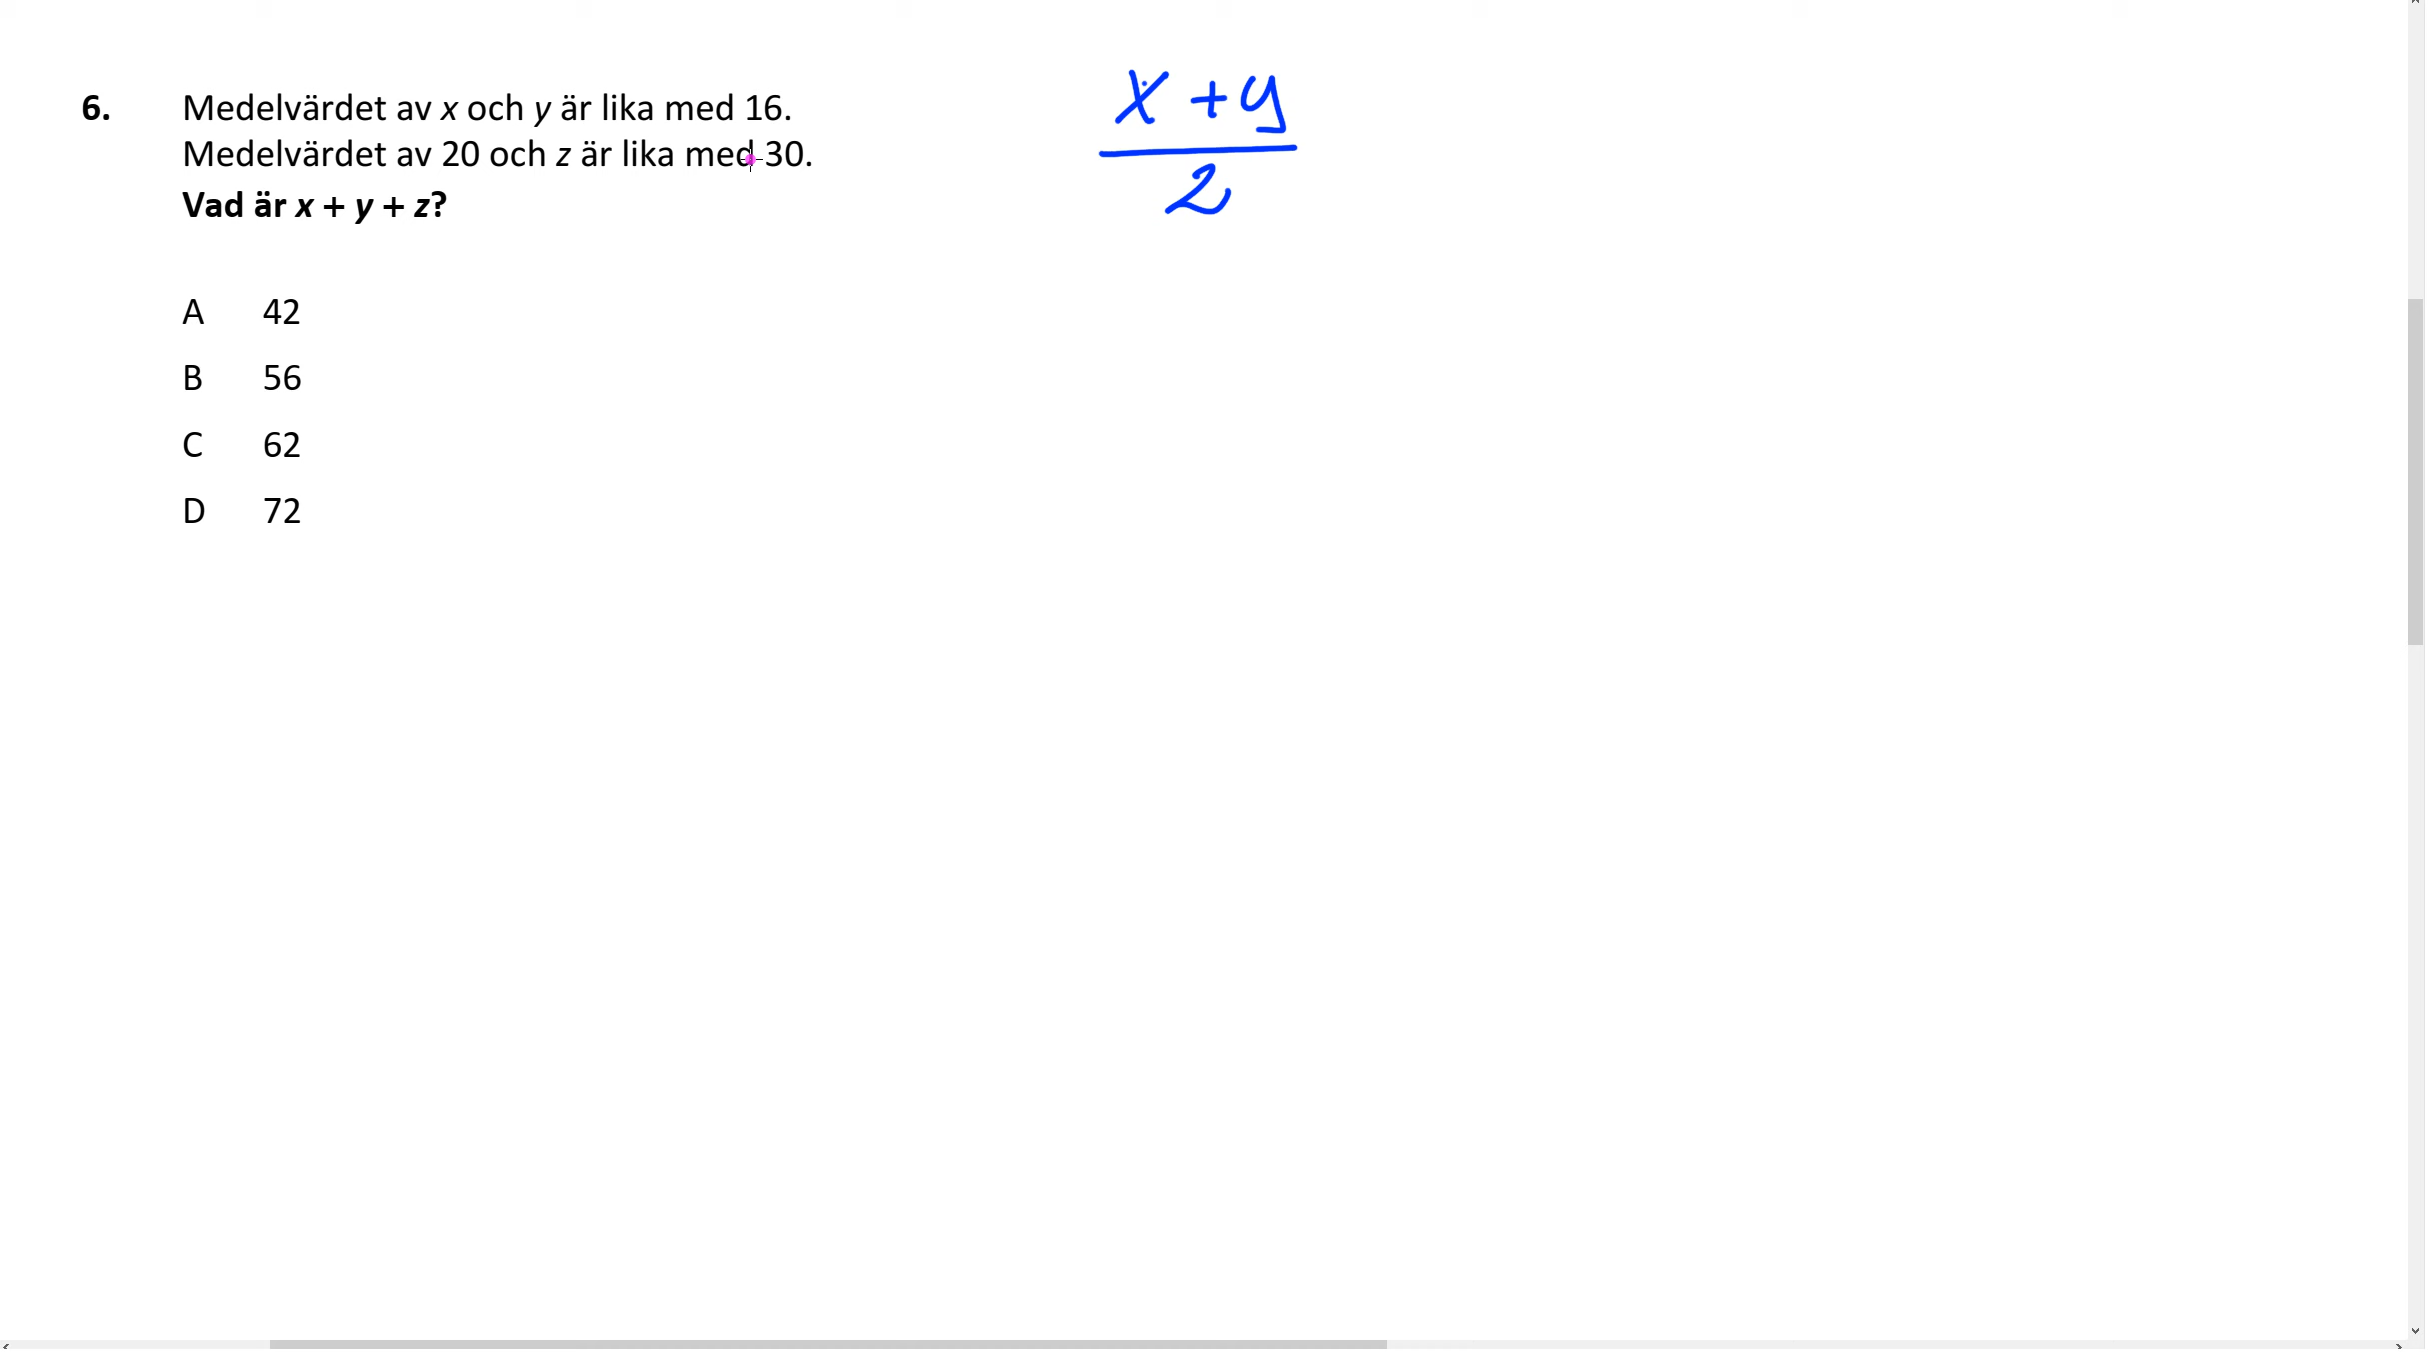 6. Medelvärdet av x och y är lika med 16.
Medelvärdet av 20 och z är lika med 30.
Vad är x + y + z?
A 42
B 56
C 62
D 72
x + y
2